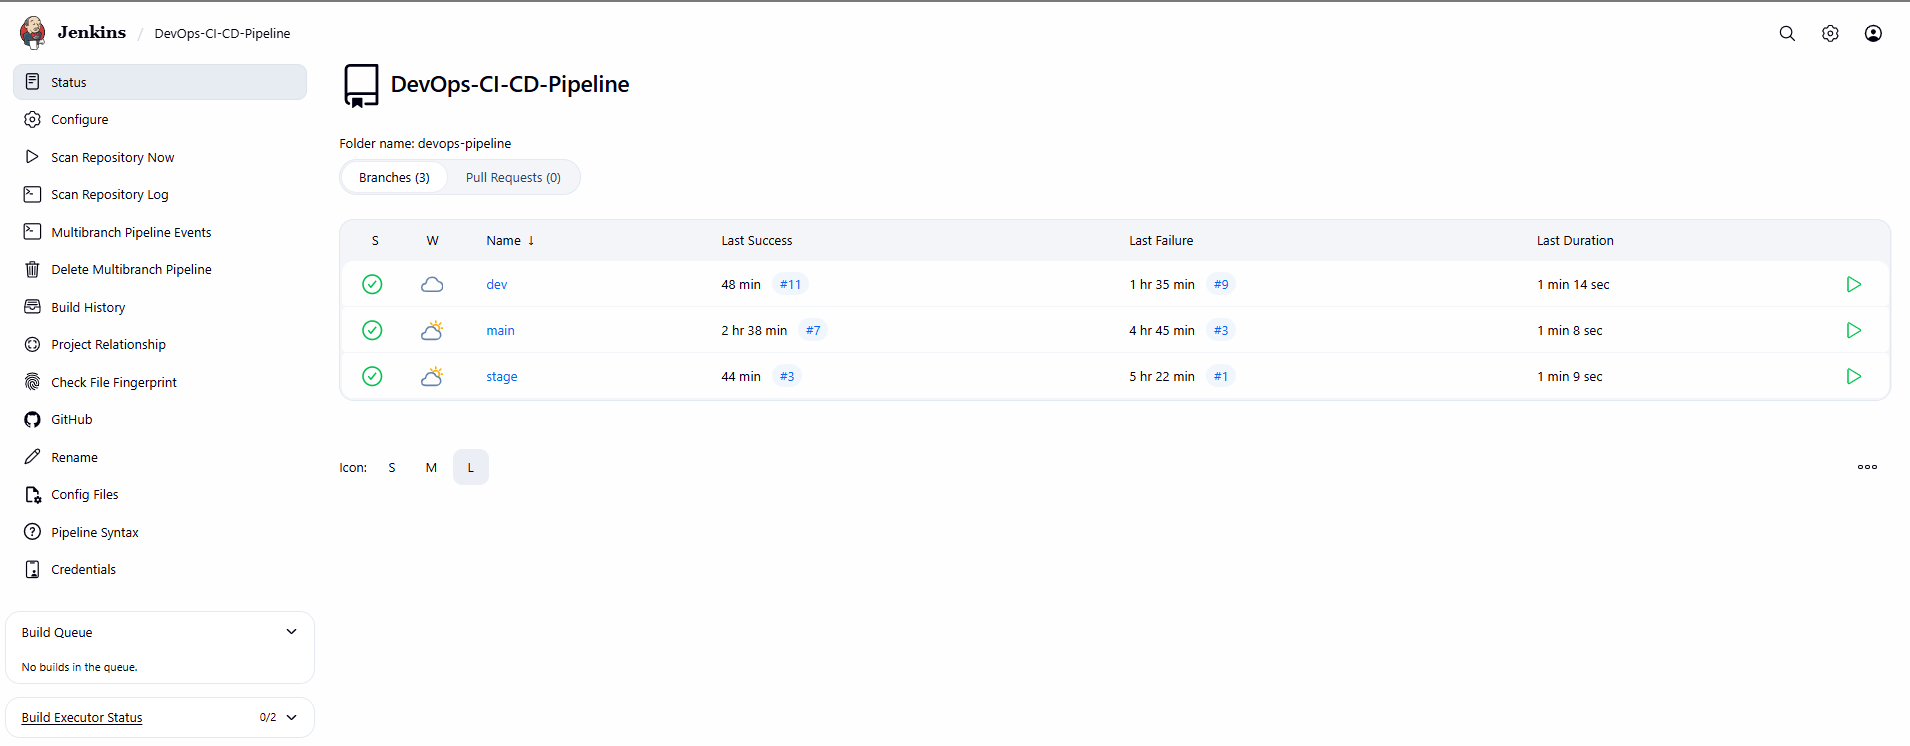 Jenkins / DevOps-CI-CD-Pipeline
Status
Configure
Scan Repository Now
Scan Repository Log
Multibranch Pipeline Events
Delete Multibranch Pipeline
Build History
Project Relationship
Check File Fingerprint
GitHub
Rename
Config Files
Pipeline Syntax
Credentials
Build Queue
No builds in the queue.
Build Executor Status 0/2
DevOps-CI-CD-Pipeline
Folder name: devops-pipeline
Branches (3) Pull Requests (0)
S W Name ↓ Last Success Last Failure Last Duration
dev 48 min #11 1 hr 35 min #9 1 min 14 sec
main 2 hr 38 min #7 4 hr 45 min #3 1 min 8 sec
stage 44 min #3 5 hr 22 min #1 1 min 9 sec
Icon: S M L